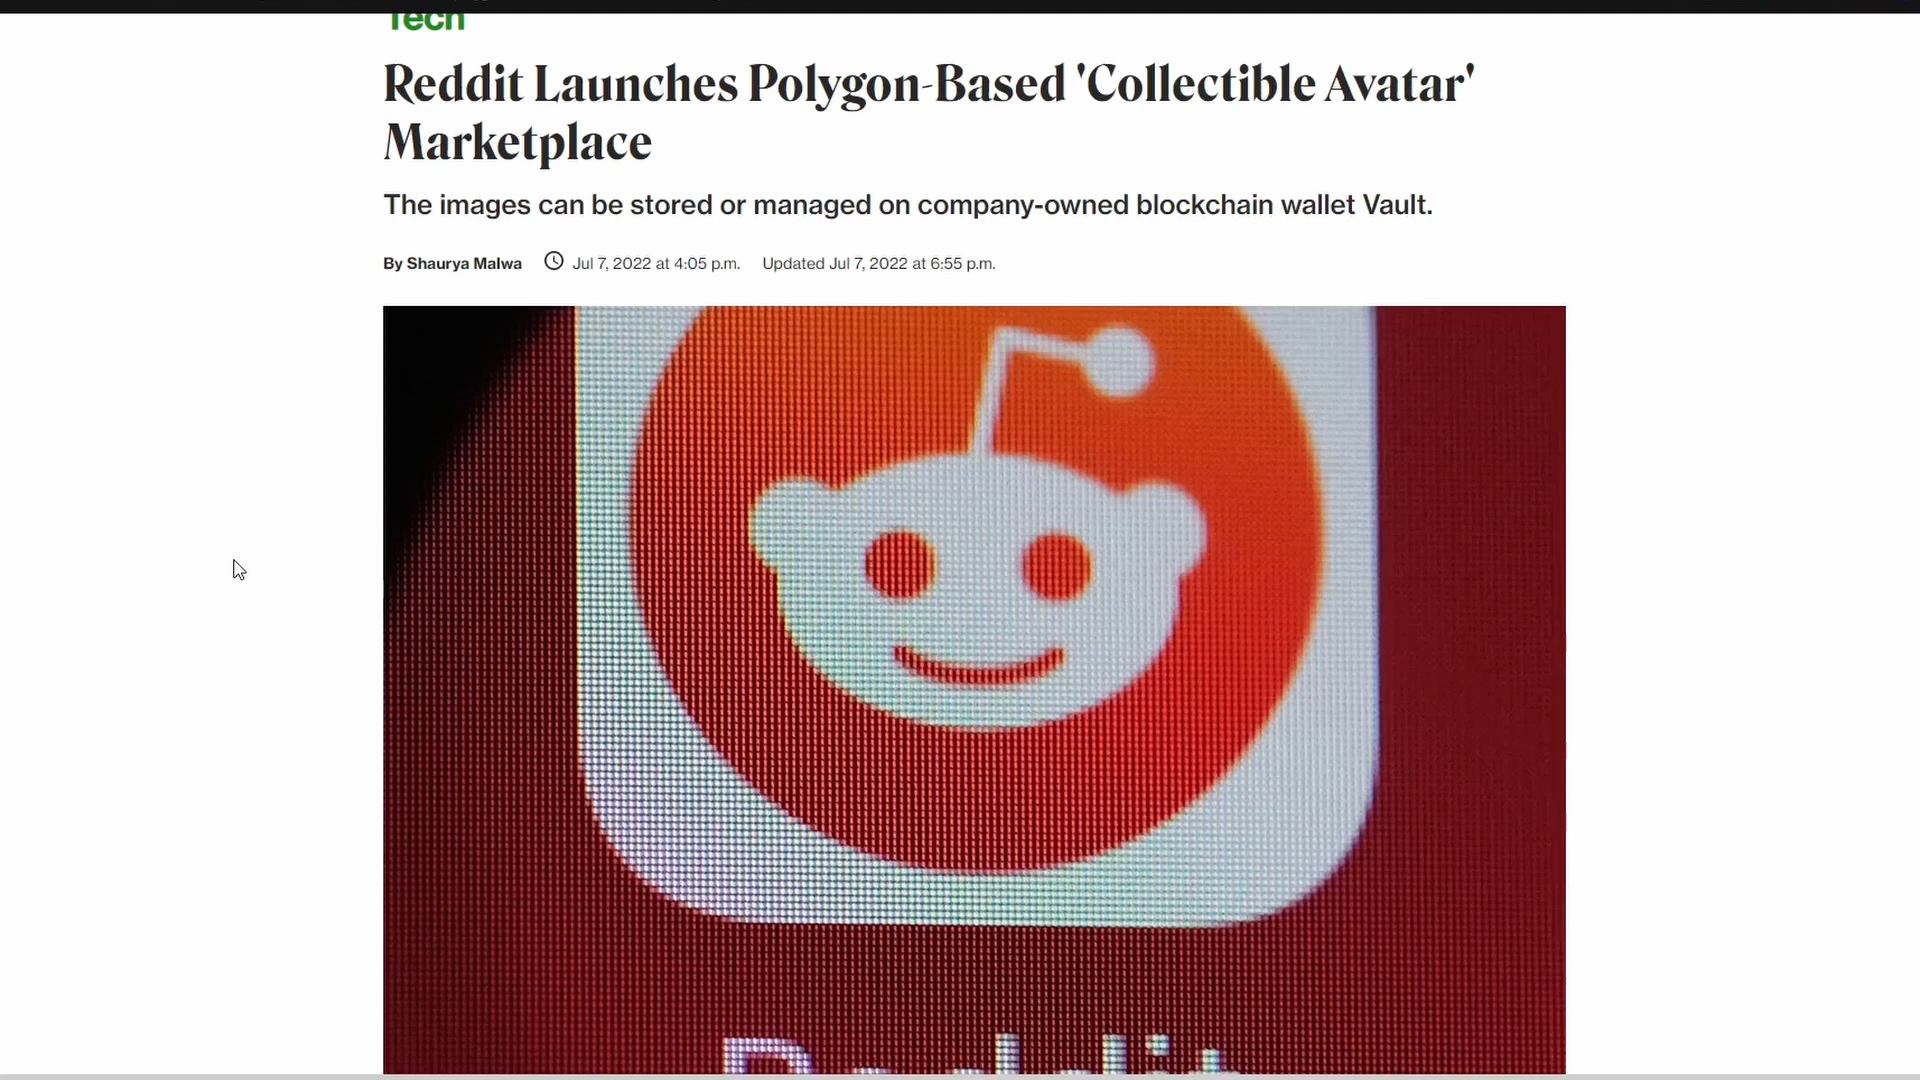 Tech
Reddit Launches Polygon-Based 'Collectible Avatar'
Marketplace
The images can be stored or managed on company-owned blockchain wallet Vault.
By Shaurya Malwa Jul 7, 2022 at 4:05 p.m. Updated Jul 7, 2022 at 6:55 p.m.
Reddit